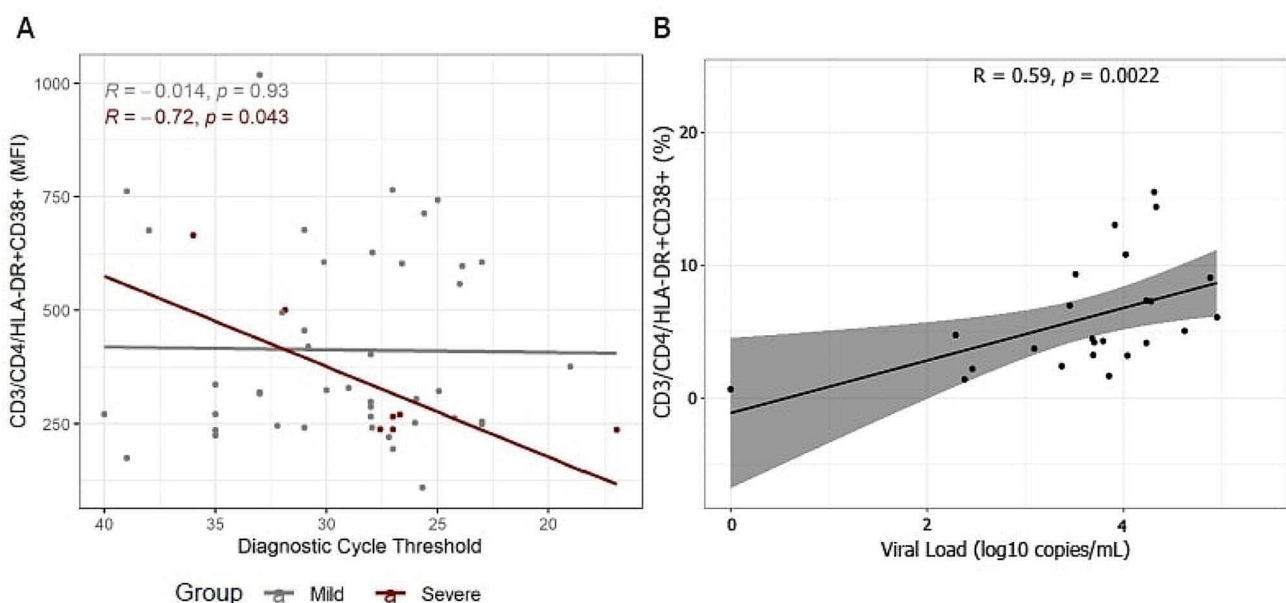 A
R = −0.014, p = 0.93
R = −0.72, p = 0.043
CD3/CD4/HLA-DR+CD38+ (MFI)
1000
750
500
250
40 35 30 25 20
Diagnostic Cycle Threshold
Group a Mild a Severe
B
R = 0.59, p = 0.0022
CD3/CD4/HLA-DR+CD38+ (%)
20
10
0
0 2 4
Viral Load (log10 copies/mL)